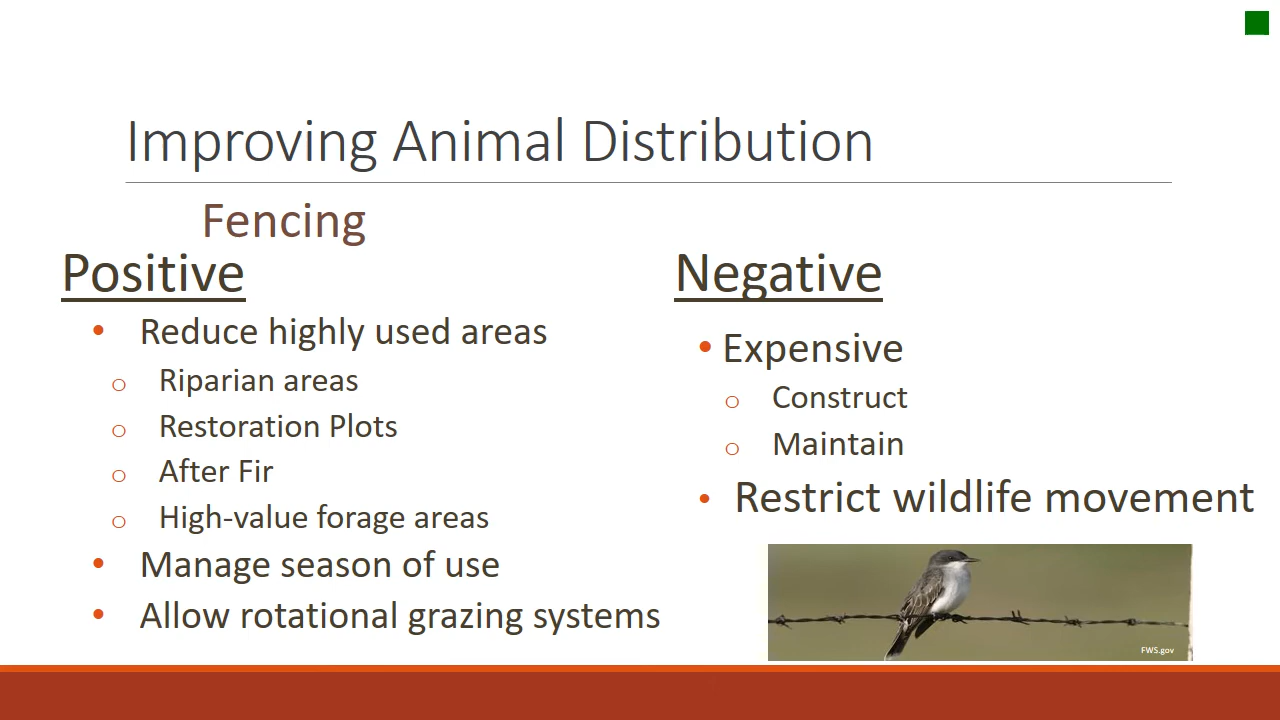 Improving Animal Distribution
Fencing
Positive
• Reduce highly used areas
o Riparian areas
o Restoration Plots
o After Fir
o High-value forage areas
• Manage season of use
• Allow rotational grazing systems
Negative
• Expensive
o Construct
o Maintain
• Restrict wildlife movement
FWS.gov